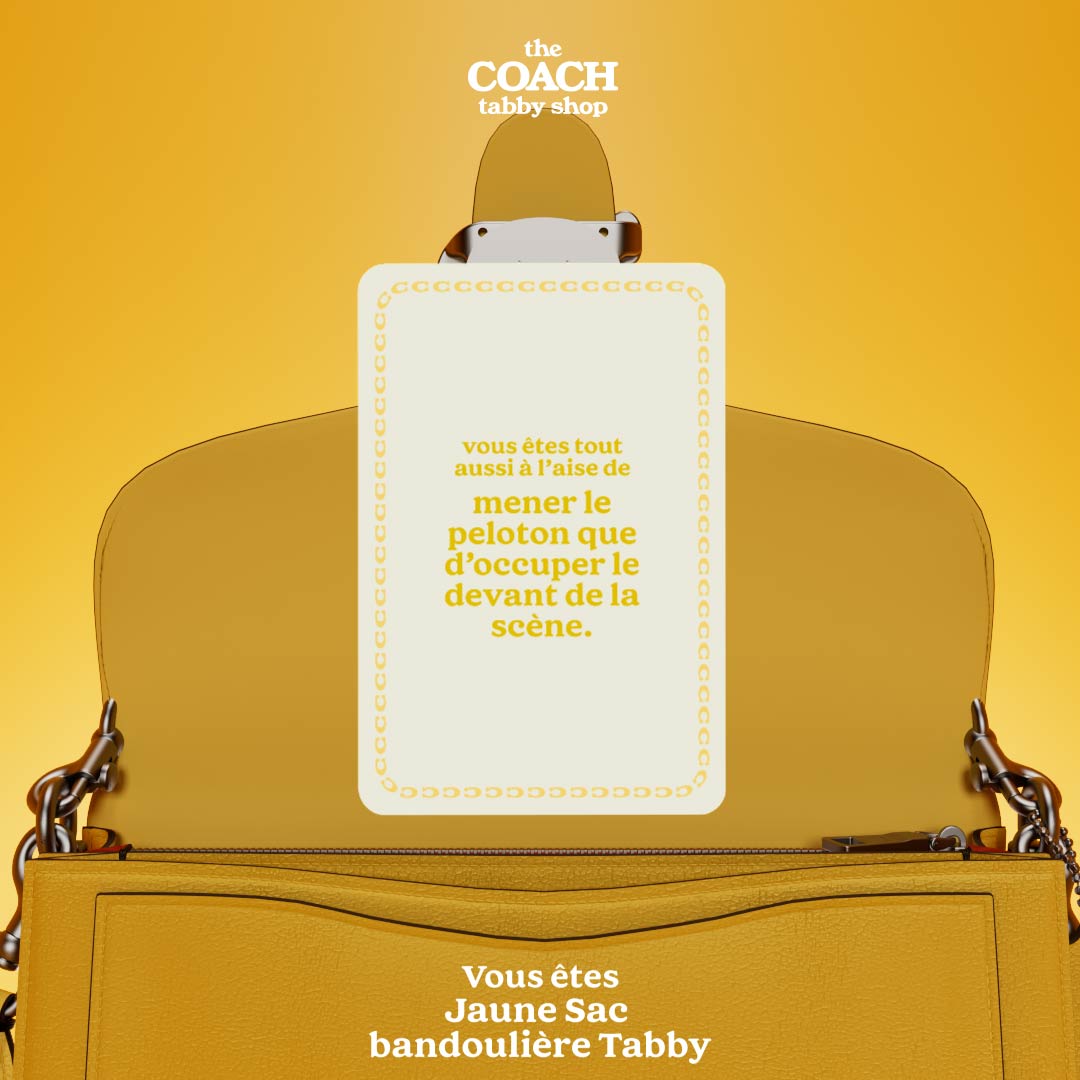 the
COACH
tabby shop
vous êtes tout
aussi à l’aise de
mener le
peloton que
d’occuper le
devant de la
scène.
Vous êtes
Jaune Sac
bandoulière Tabby